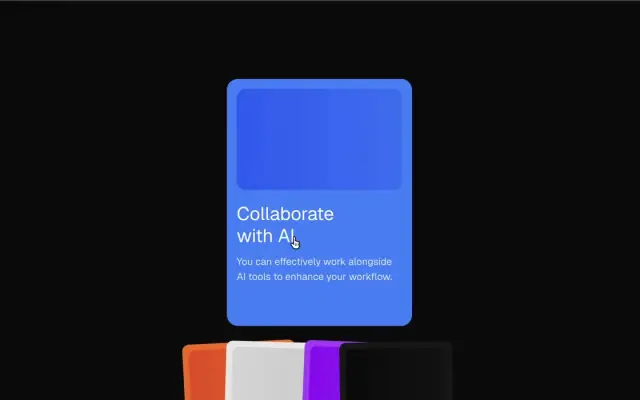 Collaborate
with AI
You can effectively work alongside
AI tools to enhance your workflow.